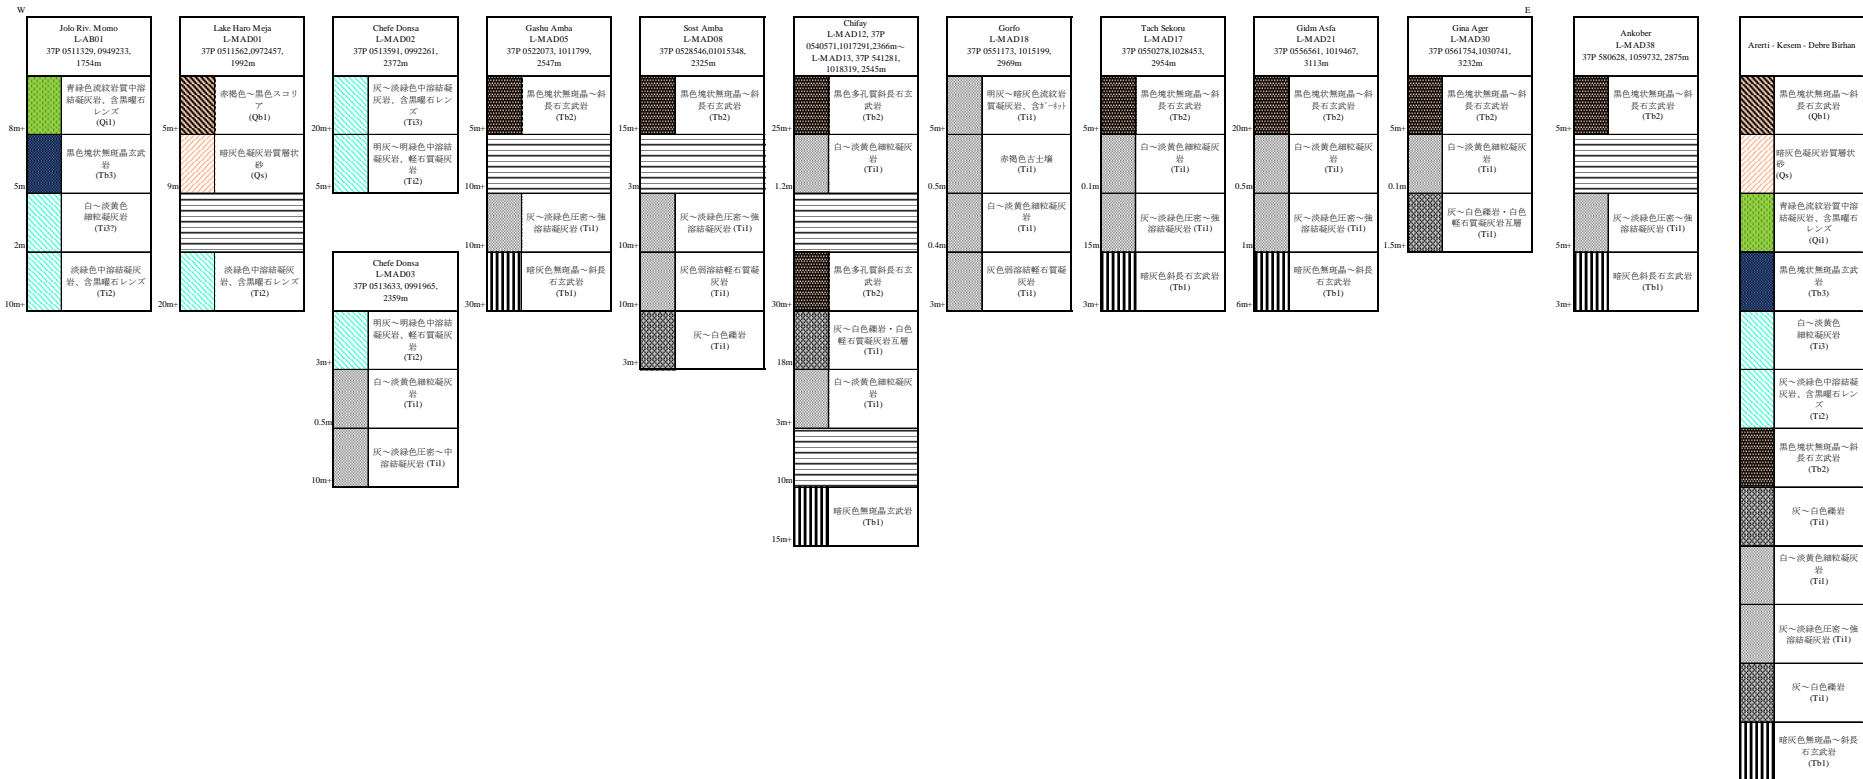 W
E
Jolo Riv. Momo
L-AB01
37P 0511329, 0949233,
1754m
8m+
青緑色流紋岩質中溶
結凝灰岩、含黒曜石
レンズ
(Qi1)
5m
黒色塊状無斑晶玄武
岩
(Tb3)
2m
白～淡黄色
細粒凝灰岩
(Ti3?)
10m+
淡緑色中溶結凝灰
岩、含黒曜石レンズ
(Ti2)
Lake Haro Meja
L-MAD01
37P 0511562,0972457,
1992m
5m+
赤褐色～黒色スコリ
ア
(Qb1)
9m
暗灰色凝灰岩質層状
砂
(Qs)
20m+
淡緑色中溶結凝灰
岩、含黒曜石レンズ
(Ti2)
Chefe Donsa
L-MAD02
37P 0513591, 0992261,
2372m
20m+
灰～淡緑色中溶結凝
灰岩、含黒曜石レン
ズ
(Ti3)
5m+
明灰～明緑色中溶結
凝灰岩、軽石質凝灰
岩
(Ti2)
Chefe Donsa
L-MAD03
37P 0513633, 0991965,
2359m
3m+
明灰～明緑色中溶結
凝灰岩、軽石質凝灰
岩
(Ti2)
0.5m
白～淡黄色細粒凝灰
岩
(Ti1)
10m+
灰～淡緑色圧密～中
溶結凝灰岩 (Ti1)
Gashu Amba
L-MAD05
37P 0522073, 1011799,
2547m
5m+
黒色塊状無斑晶～斜
長石玄武岩
(Tb2)
10m+
10m+
灰～淡緑色圧密～強
溶結凝灰岩 (Ti1)
30m+
暗灰色無斑晶～斜長
石玄武岩
(Tb1)
Sost Amba
L-MAD08
37P 0528546,01015348,
2325m
15m+
黒色塊状無斑晶～斜
長石玄武岩
(Tb2)
3m
10m+
灰～淡緑色圧密～強
溶結凝灰岩 (Ti1)
10m+
灰色弱溶結軽石質凝
灰岩
(Ti1)
3m+
灰～白色礫岩
(Ti1)
Chifay
L-MAD12, 37P
0540571,1017291,2366m～
L-MAD13, 37P 541281,
1018319, 2545m
25m+
黒色多孔質斜長石玄
武岩
(Tb2)
1.2m
白～淡黄色細粒凝灰
岩
(Ti1)
30m+
黒色多孔質斜長石玄
武岩
(Tb2)
18m
灰～白色礫岩・白色
軽石質凝灰岩互層
(Ti1)
3m+
白～淡黄色細粒凝灰
岩
(Ti1)
10m
15m+
暗灰色無斑晶玄武岩
(Tb1)
Gorfo
L-MAD18
37P 0551173, 1015199,
2969m
5m+
明灰～暗灰色流紋岩
質凝灰岩、含ｶﾞｰﾈｯﾄ
(Ti1)
0.5m
赤褐色古土壌
(Ti1)
0.4m
白～淡黄色細粒凝灰
岩
(Ti1)
3m+
灰色弱溶結軽石質凝
灰岩
(Ti1)
Tach Sekoru
L-MAD17
37P 0550278,1028453,
2954m
5m+
黒色塊状無斑晶～斜
長石玄武岩
(Tb2)
0.1m
白～淡黄色細粒凝灰
岩
(Ti1)
15m
灰～淡緑色圧密～強
溶結凝灰岩 (Ti1)
3m+
暗灰色斜長石玄武岩
(Tb1)
Gidm Asfa
L-MAD21
37P 0556561, 1019467,
3113m
20m+
黒色塊状無斑晶～斜
長石玄武岩
(Tb2)
0.5m
白～淡黄色細粒凝灰
岩
(Ti1)
1m
灰～淡緑色圧密～強
溶結凝灰岩 (Ti1)
6m+
暗灰色無斑晶～斜長
石玄武岩
(Tb1)
Gina Ager
L-MAD30
37P 0561754,1030741,
3232m
5m+
黒色塊状無斑晶～斜
長石玄武岩
(Tb2)
0.1m
白～淡黄色細粒凝灰
岩
(Ti1)
1.5m+
灰～白色礫岩・白色
軽石質凝灰岩互層
(Ti1)
Ankober
L-MAD38
37P 580628, 1059732, 2875m
5m+
黒色塊状無斑晶～斜
長石玄武岩
(Tb2)
5m+
灰～淡緑色圧密～強
溶結凝灰岩 (Ti1)
3m+
暗灰色斜長石玄武岩
(Tb1)
Arerti - Kesem - Debre Birhan
黒色塊状無斑晶～斜
長石玄武岩
(Qb1)
暗灰色凝灰岩質層状
砂
(Qs)
青緑色流紋岩質中溶
結凝灰岩、含黒曜石
レンズ
(Qi1)
黒色塊状無斑晶玄武
岩
(Tb3)
白～淡黄色
細粒凝灰岩
(Ti3)
灰～淡緑色中溶結凝
灰岩、含黒曜石レン
ズ
(Ti2)
黒色塊状無斑晶～斜
長石玄武岩
(Tb2)
灰～白色礫岩
(Ti1)
白～淡黄色細粒凝灰
岩
(Ti1)
灰～淡緑色圧密～強
溶結凝灰岩 (Ti1)
灰～白色礫岩
(Ti1)
暗灰色無斑晶～斜長
石玄武岩
(Tb1)